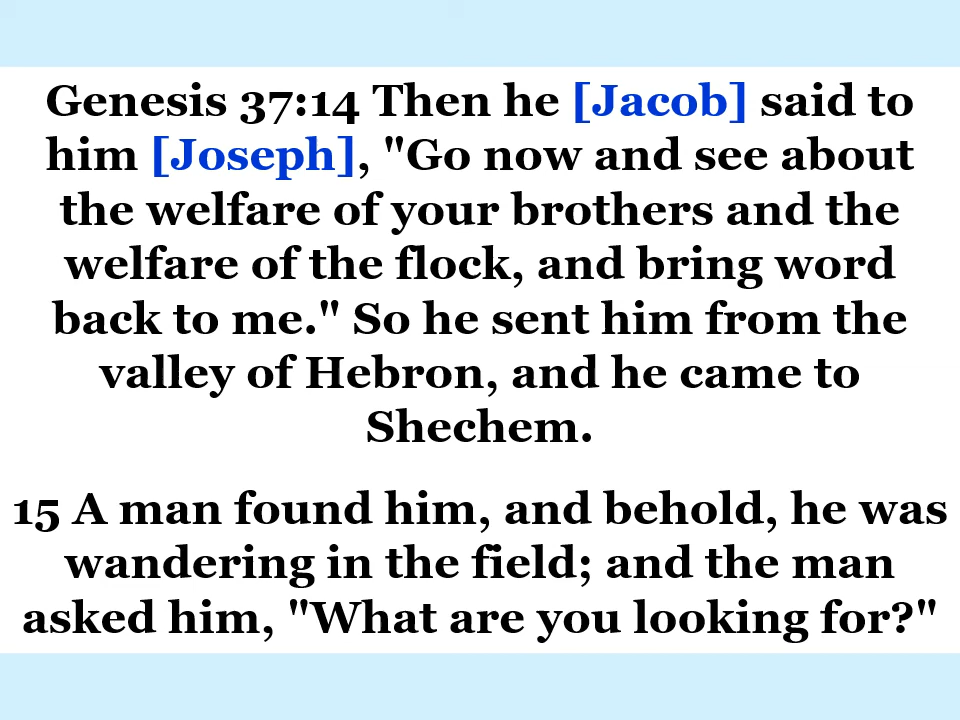 Genesis 37:14 Then he [Jacob] said to
him [Joseph], "Go now and see about
the welfare of your brothers and the
welfare of the flock, and bring word
back to me." So he sent him from the
valley of Hebron, and he came to
Shechem.
15 A man found him, and behold, he was
wandering in the field; and the man
asked him, "What are you looking for?"